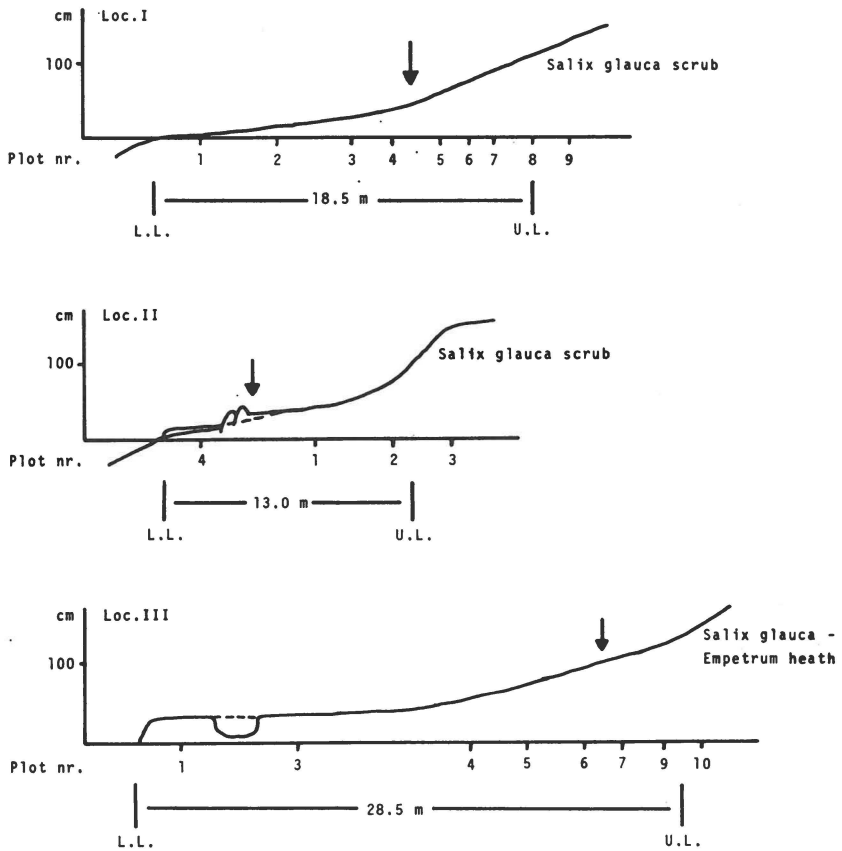 cm Loc.I
100
Salix glauca scrub
Plot nr. 1 2 3 4 5 6 7 8 9
18.5 m
L.L. U.L.
cm Loc.II
100
Salix glauca scrub
Plot nr. 4 1 2 3
13.0 m
L.L. U.L.
cm Loc.III
100
Salix glauca -
Empetrum heath
Plot nr. 1 3 4 5 6 7 9 10
28.5 m
L.L. U.L.